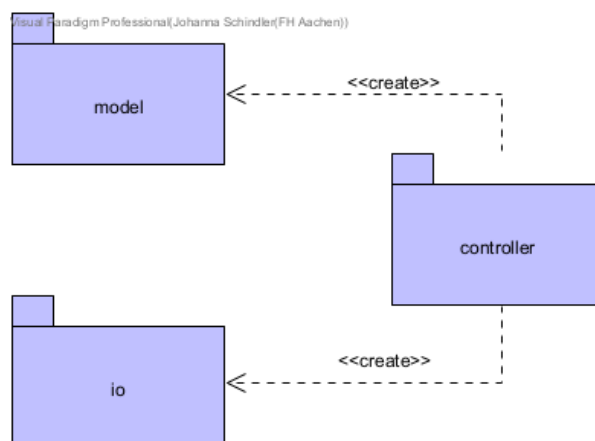 Visual Paradigm Professional(Johanna Schindler(FH Aachen))
<<create>>
model
controller
<<create>>
io